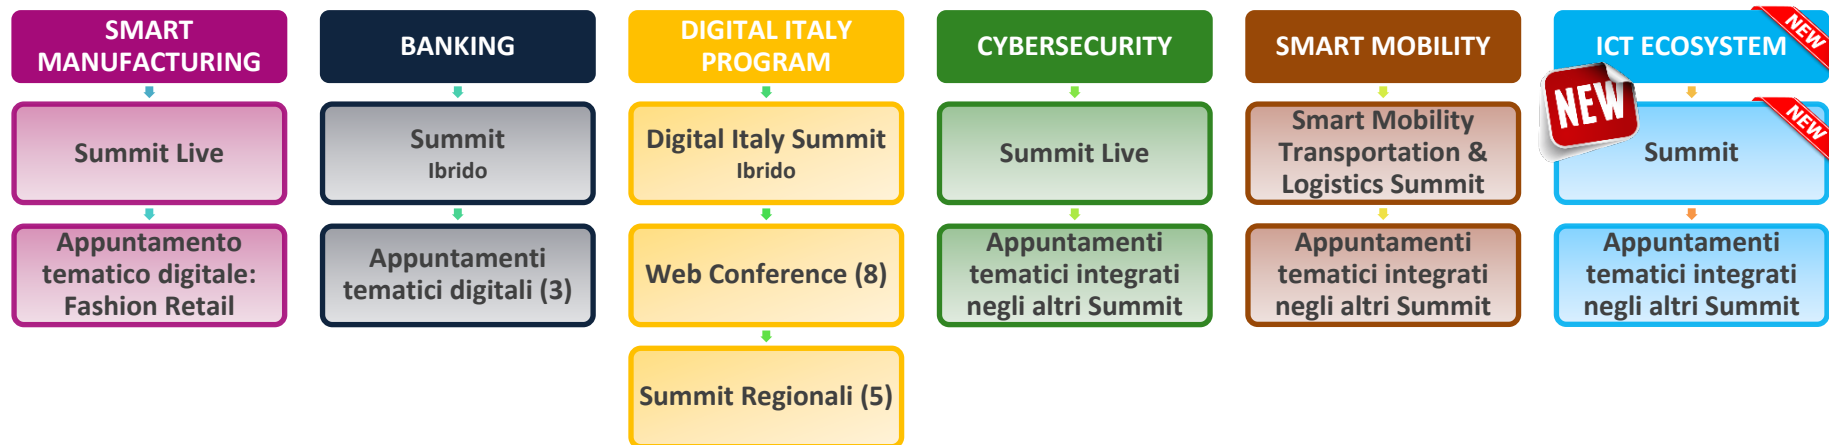 SMART
MANUFACTURING
Summit Live
Appuntamento
tematico digitale:
Fashion Retail
BANKING
Summit
Ibrido
Appuntamenti
tematici digitali (3)
DIGITAL ITALY
PROGRAM
Digital Italy Summit
Ibrido
Web Conference (8)
Summit Regionali (5)
CYBERSECURITY
Summit Live
Appuntamenti
tematici integrati
negli altri Summit
SMART MOBILITY
Smart Mobility
Transportation &
Logistics Summit
Appuntamenti
tematici integrati
negli altri Summit
ICT ECOSYSTEM
NEW
NEW
Summit
NEW
Appuntamenti
tematici integrati
negli altri Summit